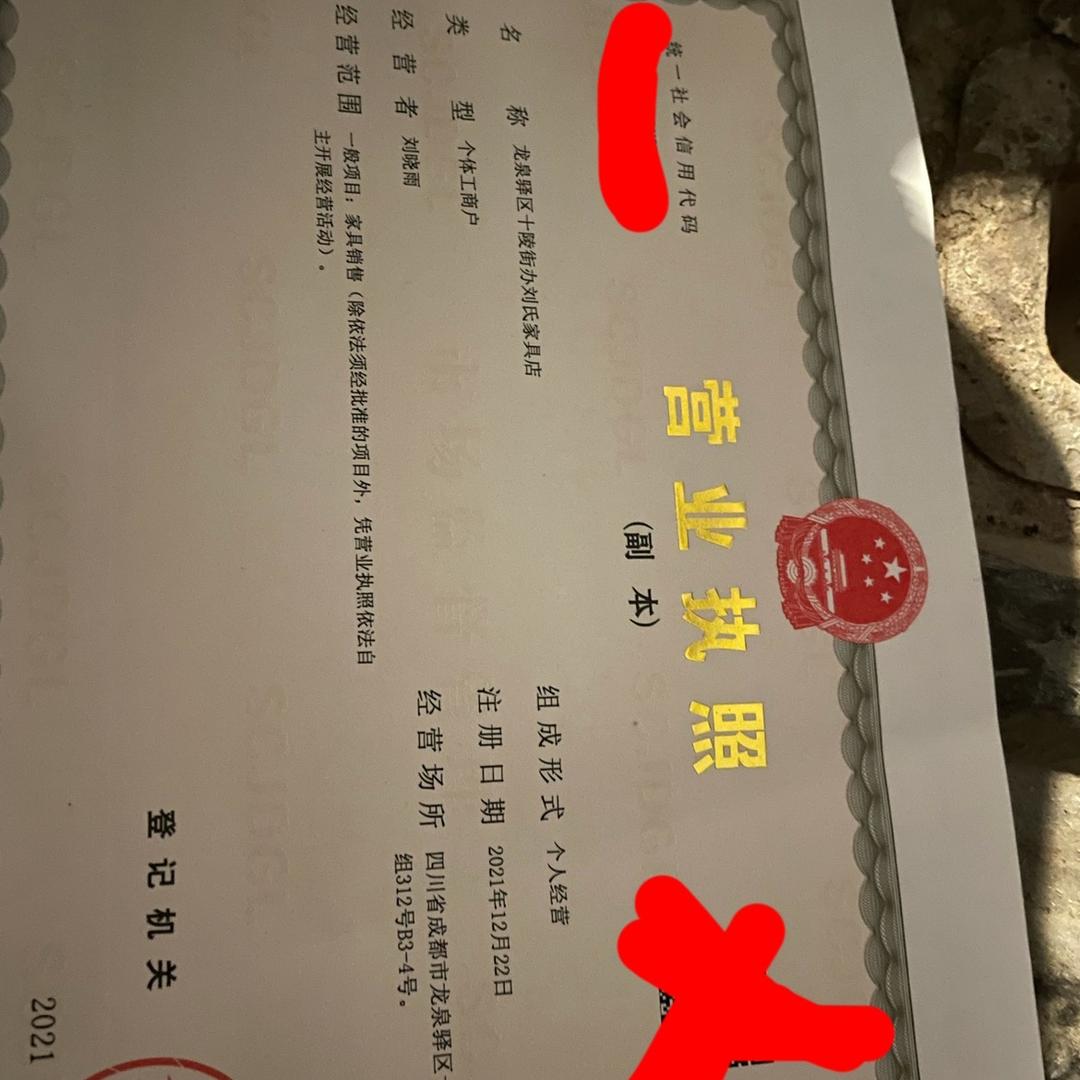 统一社会信用代码
营业执照
(副 本)
名 称 龙泉驿区十陵街办刘氏家具店
类 型 个体工商户
经 营 者 刘晓雨
经 营 范 围 一般项目：家具销售（除依法须经批准的项目外，凭营业执照依法自
主开展经营活动）。
组 成 形 式 个人经营
注 册 日 期 2021年12月22日
经 营 场 所 四川省成都市龙泉驿区
组312号B3-4号。
登 记 机 关
2021